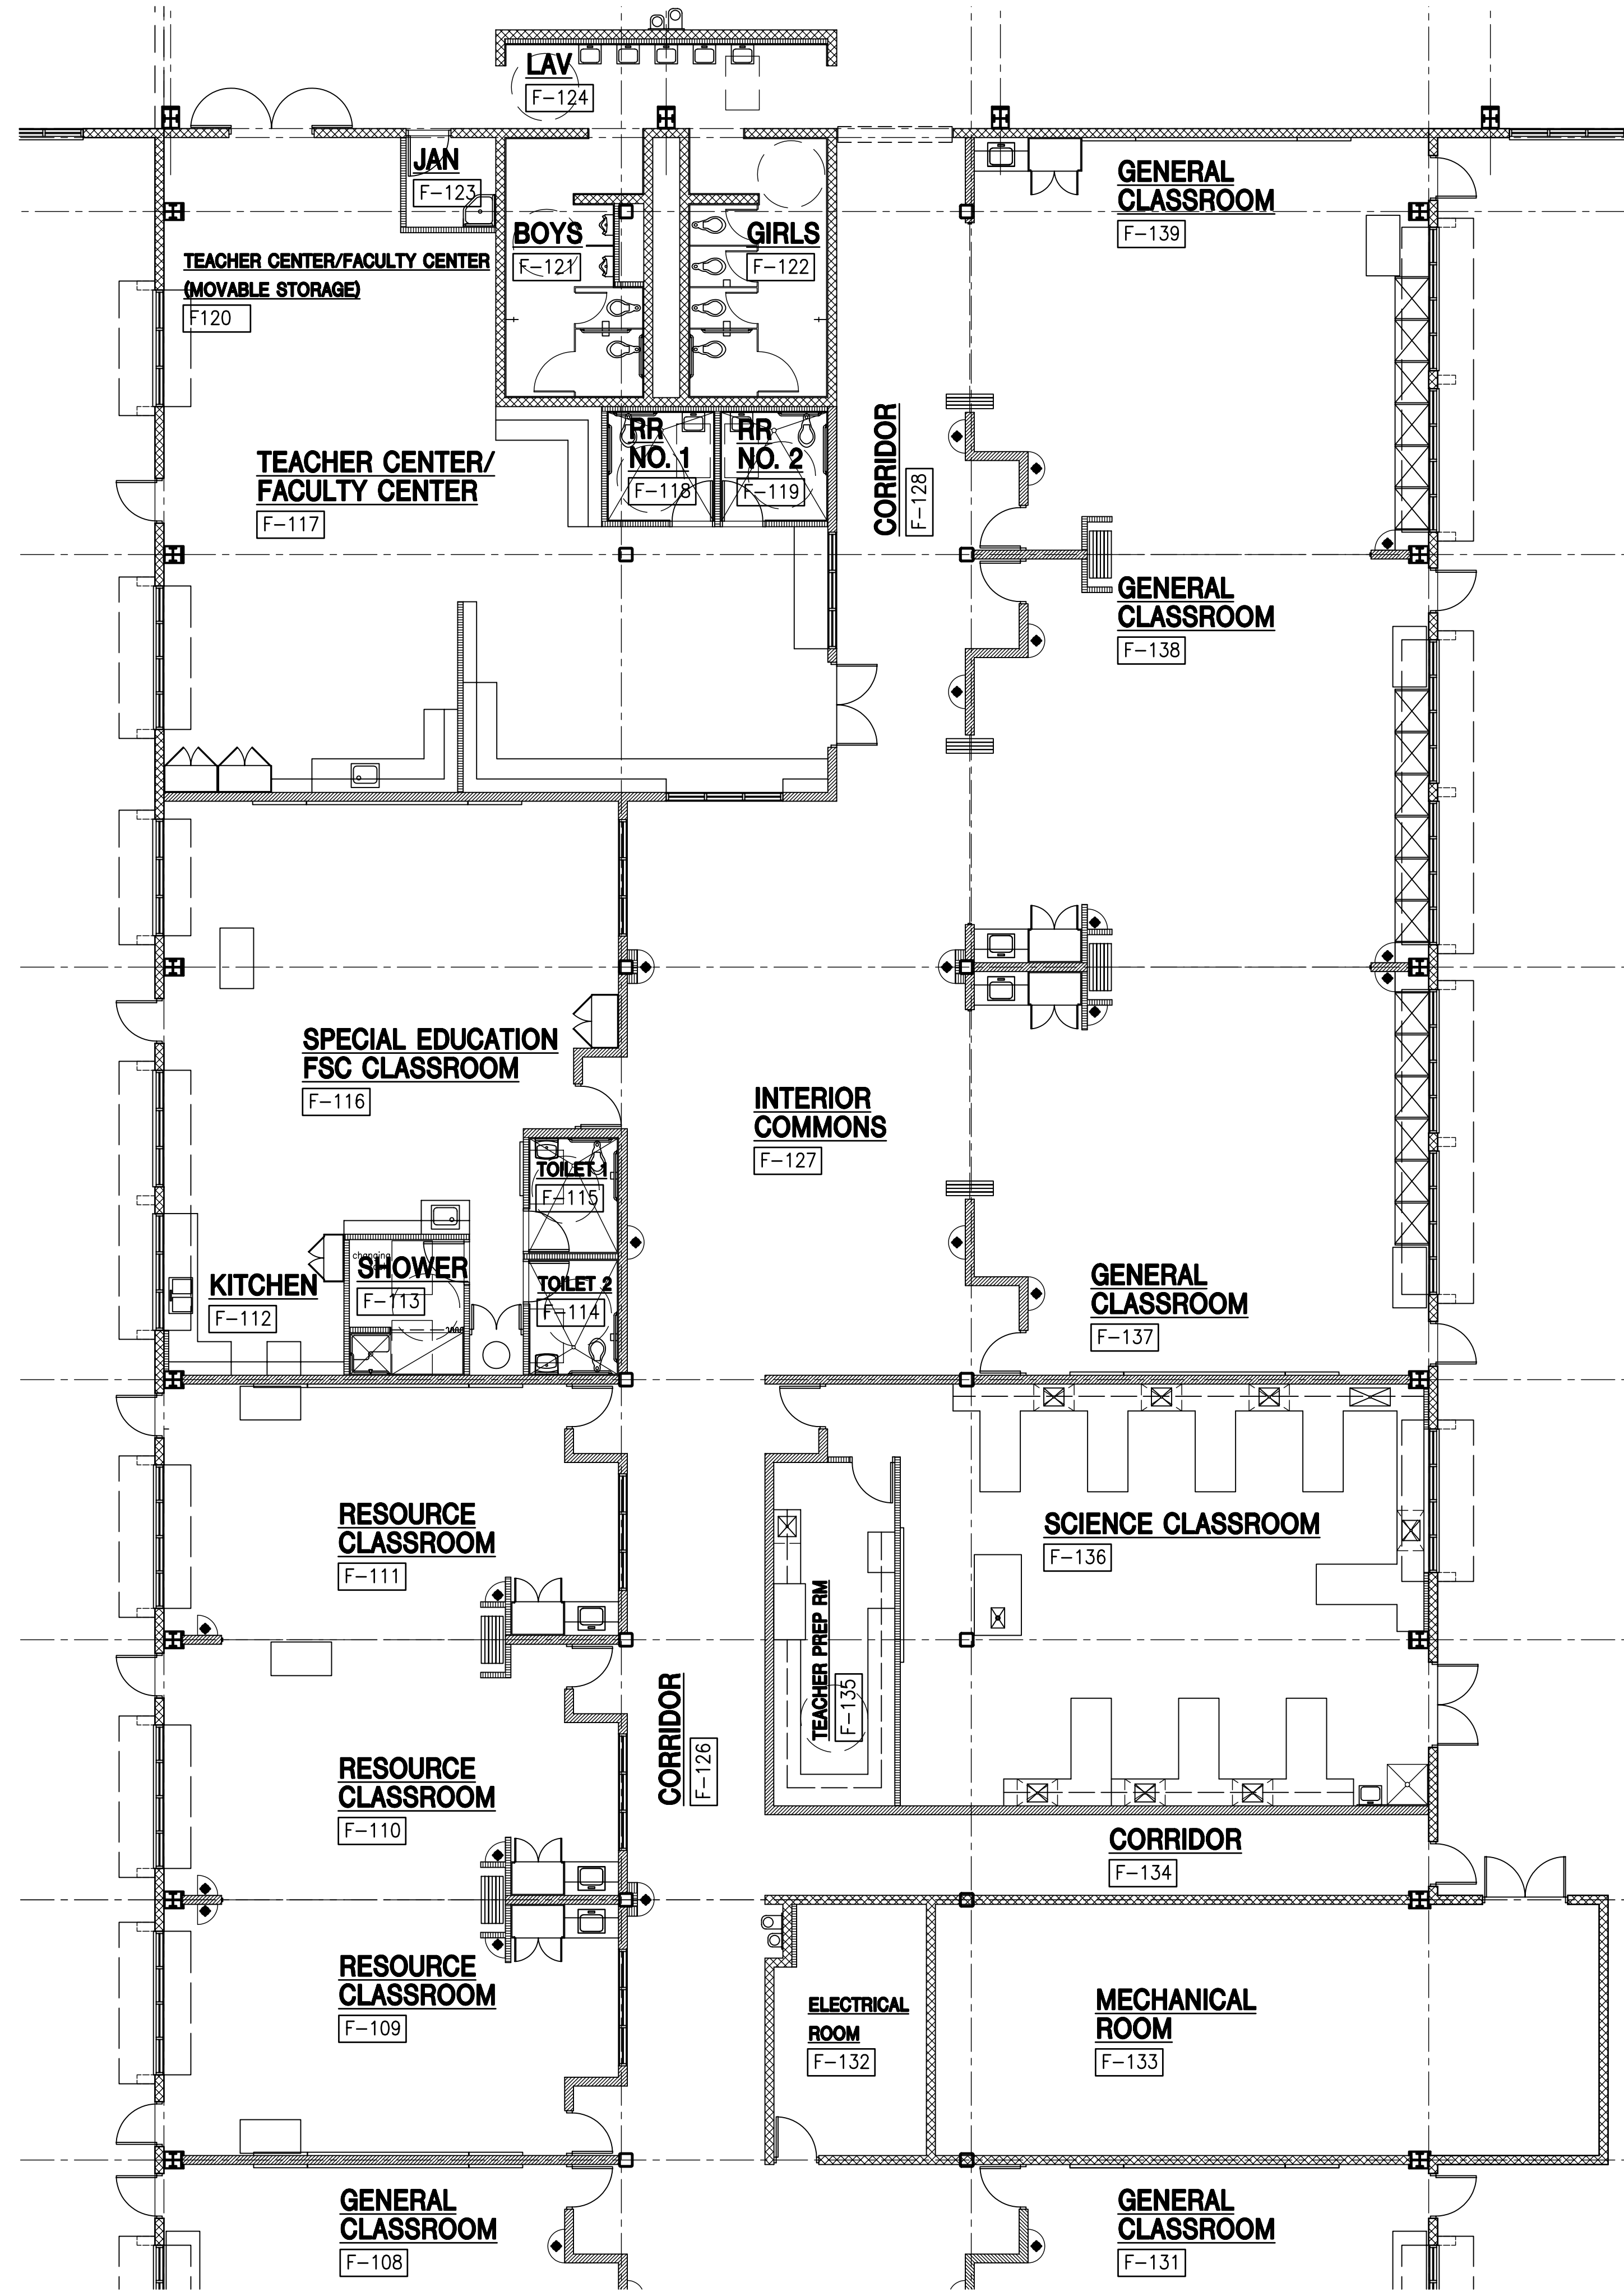 LAV
F-124
JAN
F-123
GENERAL
CLASSROOM
F-139
BOYS
F-121
GIRLS
F-122
TEACHER CENTER/FACULTY CENTER
(MOVABLE STORAGE)
F120
RR
NO. 1
F-118
RR
NO. 2
F-119
CORRIDOR
F-128
TEACHER CENTER/
FACULTY CENTER
F-117
GENERAL
CLASSROOM
F-138
SPECIAL EDUCATION
FSC CLASSROOM
F-116
INTERIOR
COMMONS
F-127
TOILET 1
F-115
changing
SHOWER
F-113
KITCHEN
F-112
TOILET 2
F-114
GENERAL
CLASSROOM
F-137
RESOURCE
CLASSROOM
F-111
SCIENCE CLASSROOM
F-136
TEACHER PREP RM
F-135
CORRIDOR
F-126
RESOURCE
CLASSROOM
F-110
CORRIDOR
F-134
RESOURCE
CLASSROOM
F-109
ELECTRICAL
ROOM
F-132
MECHANICAL
ROOM
F-133
GENERAL
CLASSROOM
F-108
GENERAL
CLASSROOM
F-131